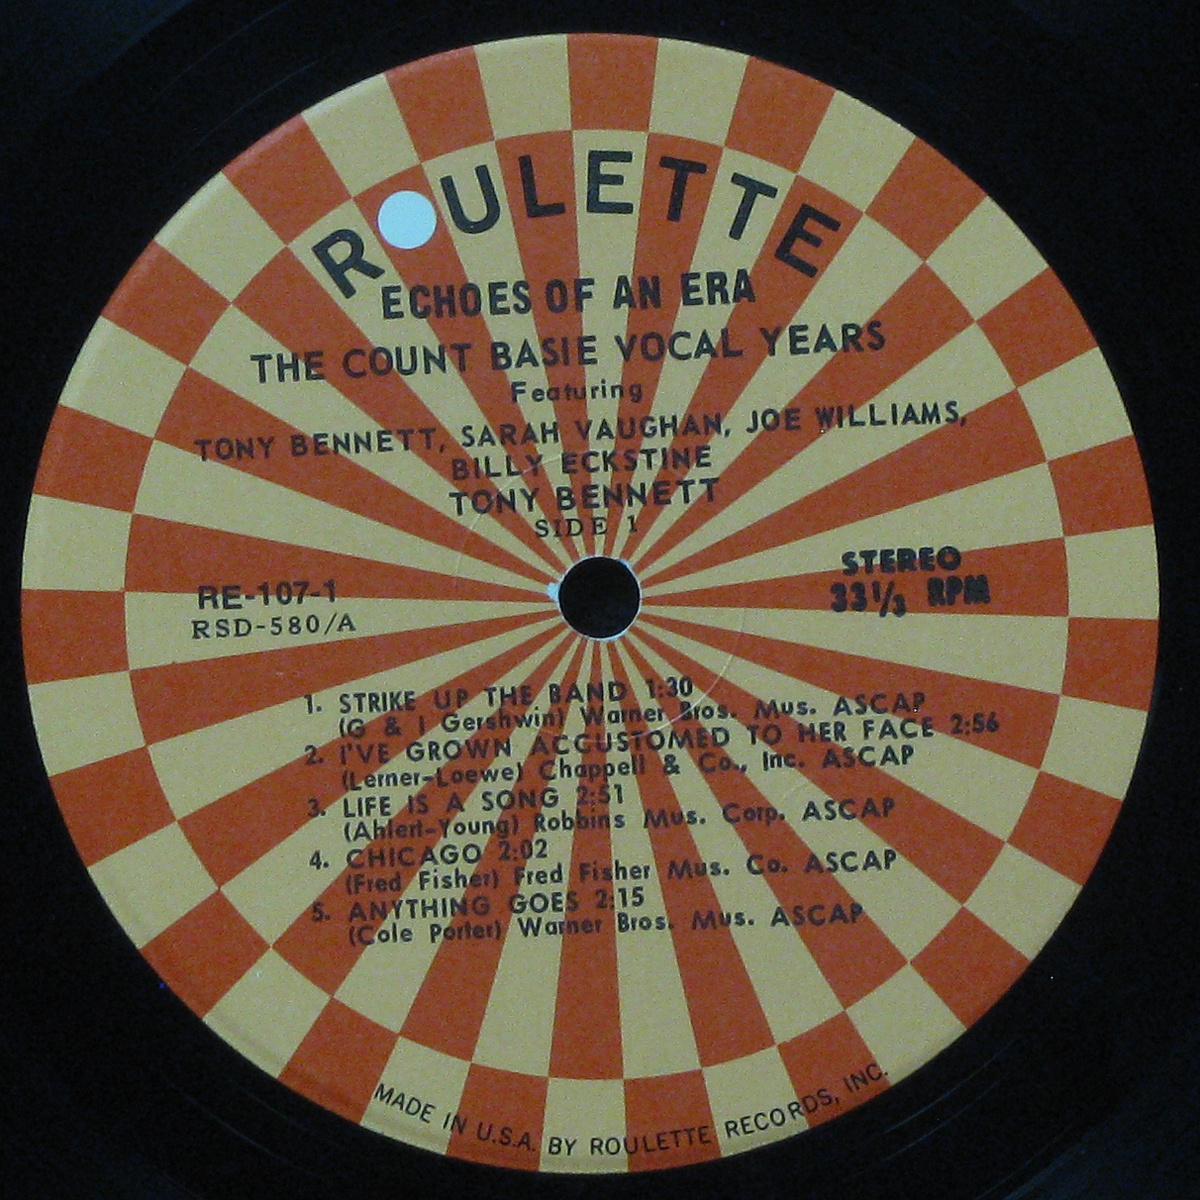 ROULETTE
ECHOES OF AN ERA
THE COUNT BASIE VOCAL YEARS
Featuring
TONY BENNETT, SARAH VAUGHAN, JOE WILLIAMS,
BILLY ECKSTINE
TONY BENNETT
SIDE 1
STEREO
33 1/3 RPM
RE-107-1
RSD-580/A
1. STRIKE UP THE BAND 1:30
(G & I Gershwin) Warner Bros. Mus. ASCAP
2. I'VE GROWN ACCUSTOMED TO HER FACE 2:56
(Lerner-Loewe) Chappell & Co., Inc. ASCAP
3. LIFE IS A SONG 2:51
(Ahlert-Young) Robbins Mus. Corp. ASCAP
4. CHICAGO 2:02
(Fred Fisher) Fred Fisher Mus. Co. ASCAP
5. ANYTHING GOES 2:15
(Cole Porter) Warner Bros. Mus. ASCAP
MADE IN U.S.A. BY ROULETTE RECORDS, INC.